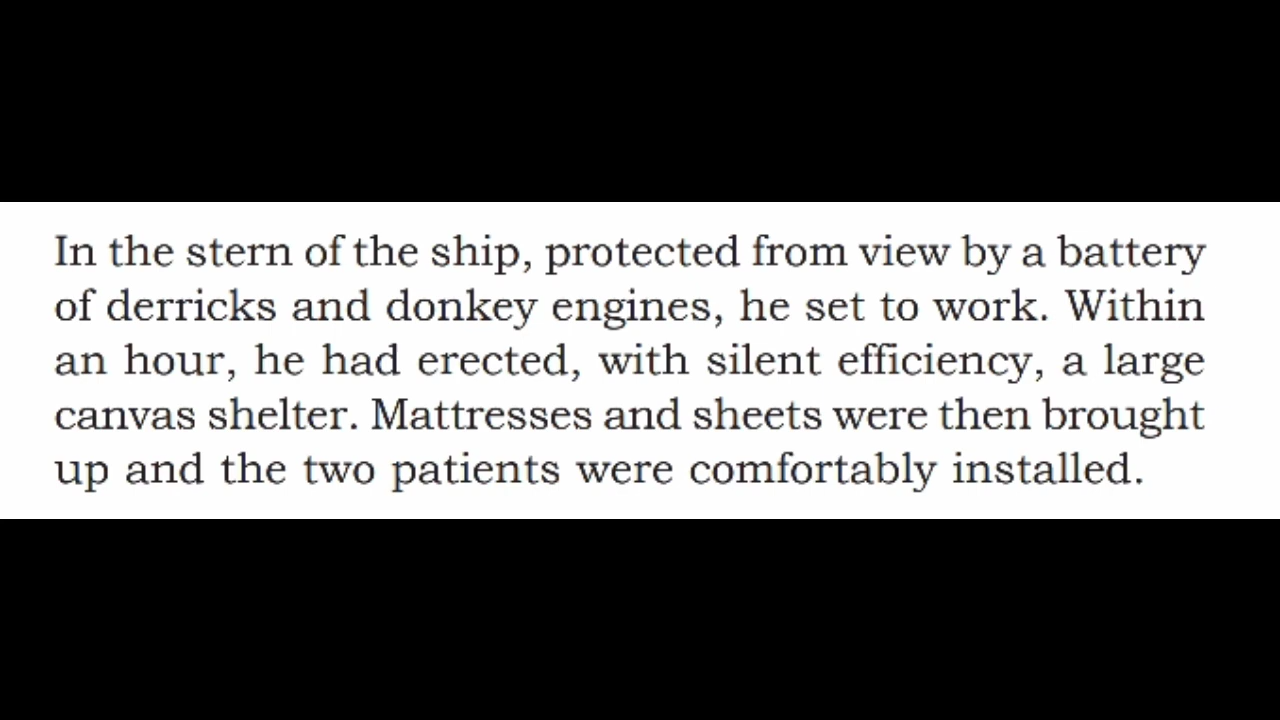 In the stern of the ship, protected from view by a battery
of derricks and donkey engines, he set to work. Within
an hour, he had erected, with silent efficiency, a large
canvas shelter. Mattresses and sheets were then brought
up and the two patients were comfortably installed.